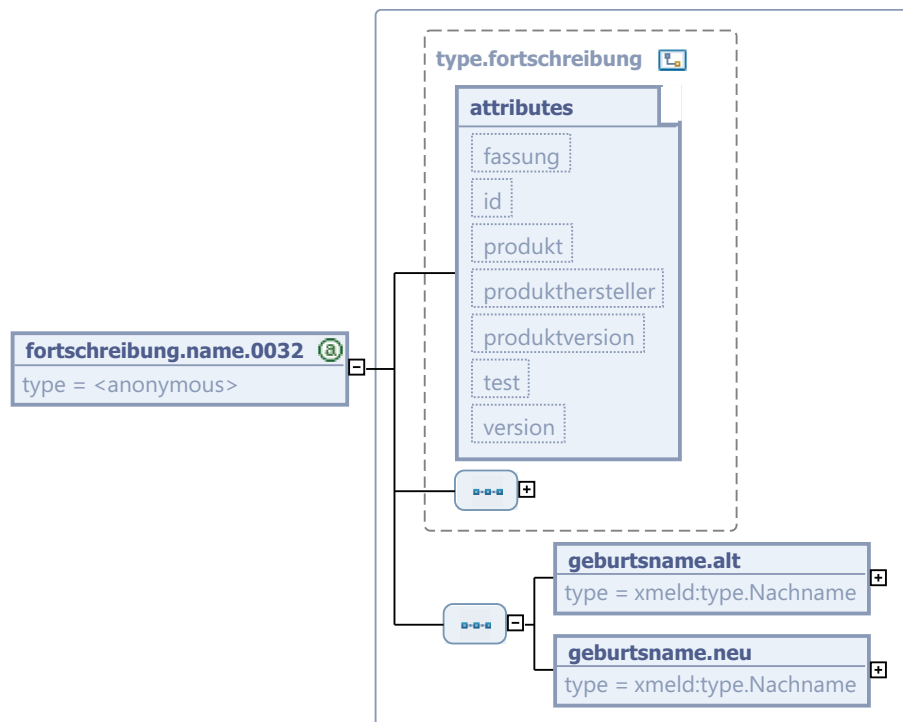 type.fortschreibung
attributes
fassung
id
produkt
produkthersteller
produktversion
test
version
fortschreibung.name.0032 @
type = <anonymous>
geburtsname.alt
type = xmeld:type.Nachname
geburtsname.neu
type = xmeld:type.Nachname